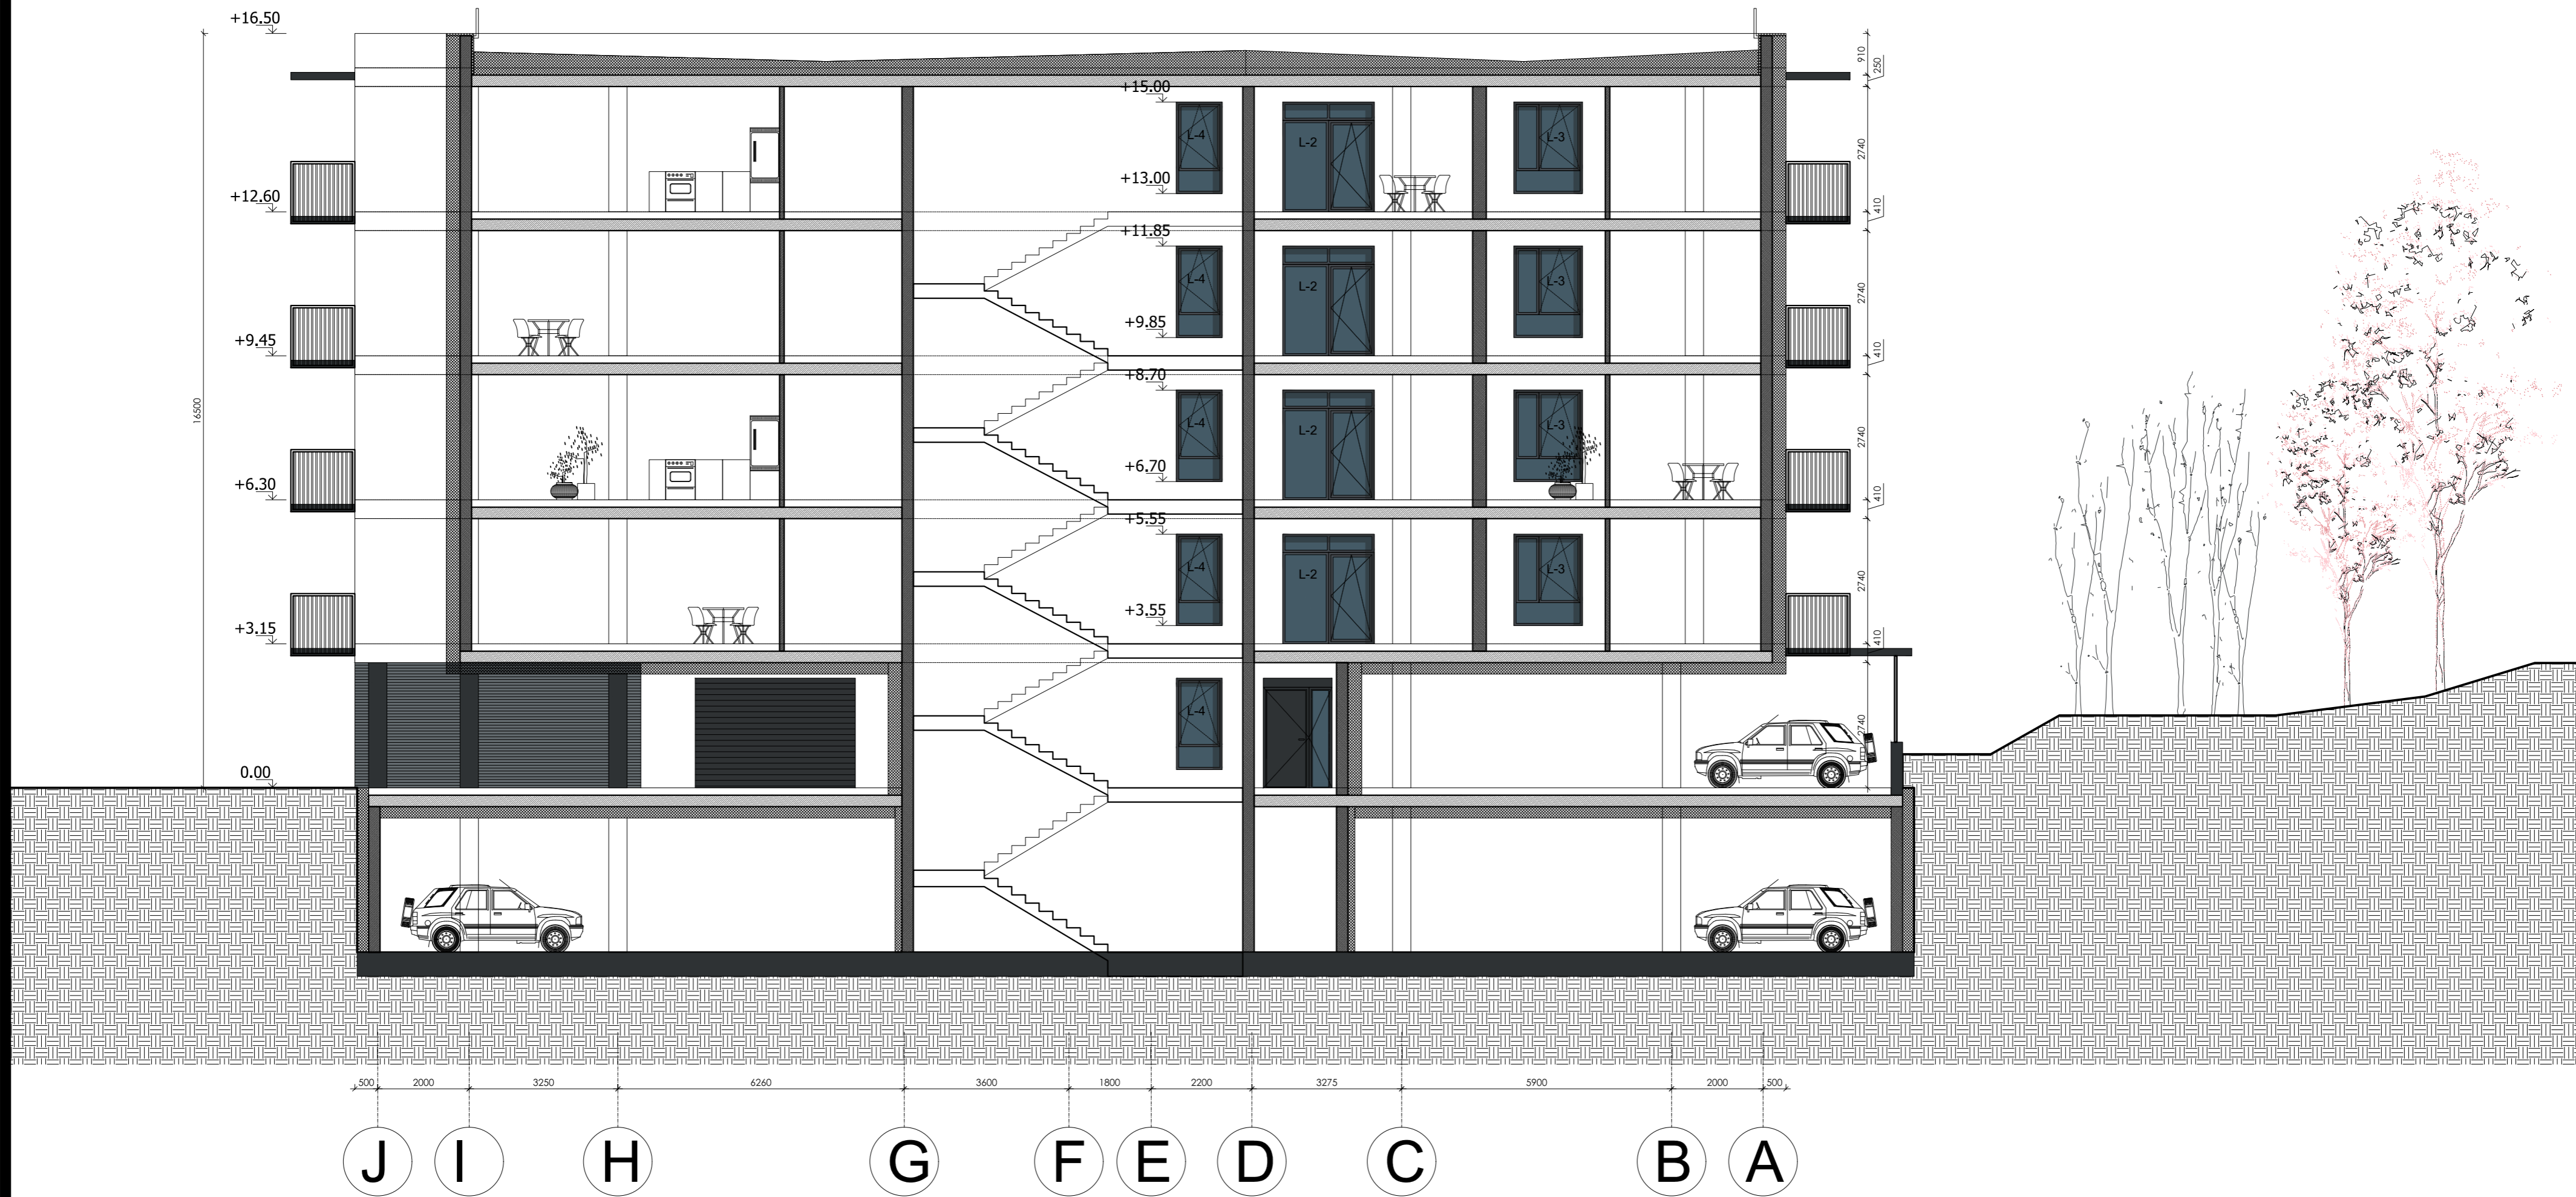 +16.50
910
250
+15.00
L-4
L-2
L-3
2740
+13.00
+12.60
410
+11.85
L-4
L-2
L-3
2740
+9.85
+9.45
410
+8.70
16500
L-4
L-2
L-3
2740
+6.70
+6.30
410
+5.55
L-4
L-2
L-3
2740
+3.55
+3.15
410
L-4
2740
0.00
500 2000 3250 6260 3600 1800 2200 3275 5900 2000 500
J I H G F E D C B A